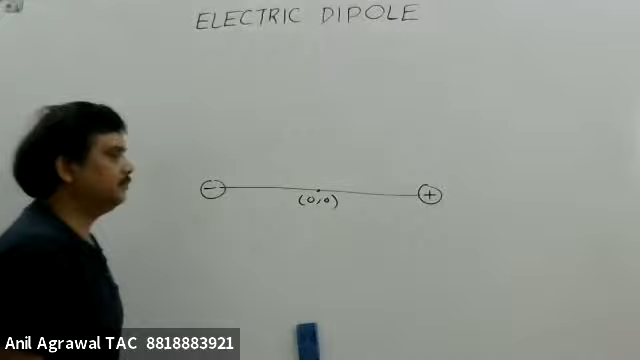 ELECTRIC DIPOLE
− +
(0,0)
Anil Agrawal TAC 8818883921